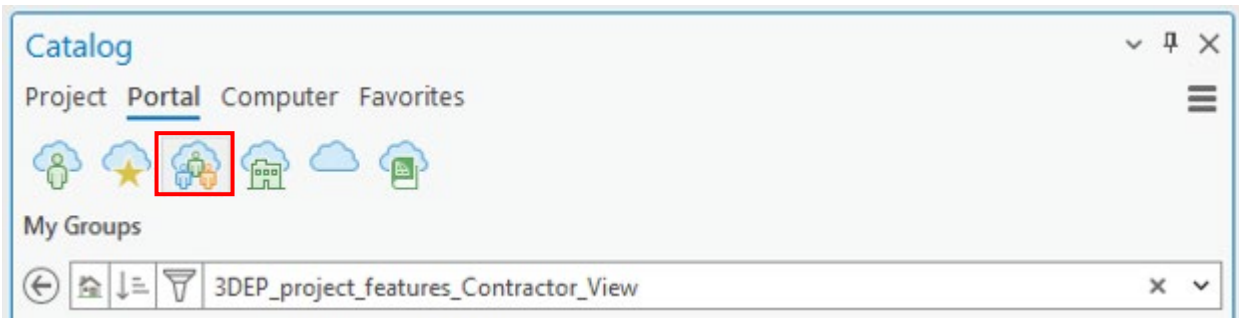 Catalog
Project Portal Computer Favorites
My Groups
3DEP_project_features_Contractor_View